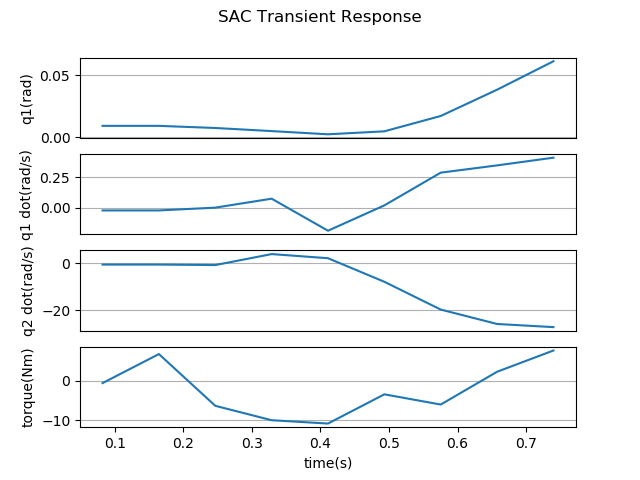 SAC Transient Response
q1(rad)
0.05
0.00
q1 dot(rad/s)
0.25
0.00
q2 dot(rad/s)
0
−20
torque(Nm)
0
−10
0.1 0.2 0.3 0.4 0.5 0.6 0.7
time(s)